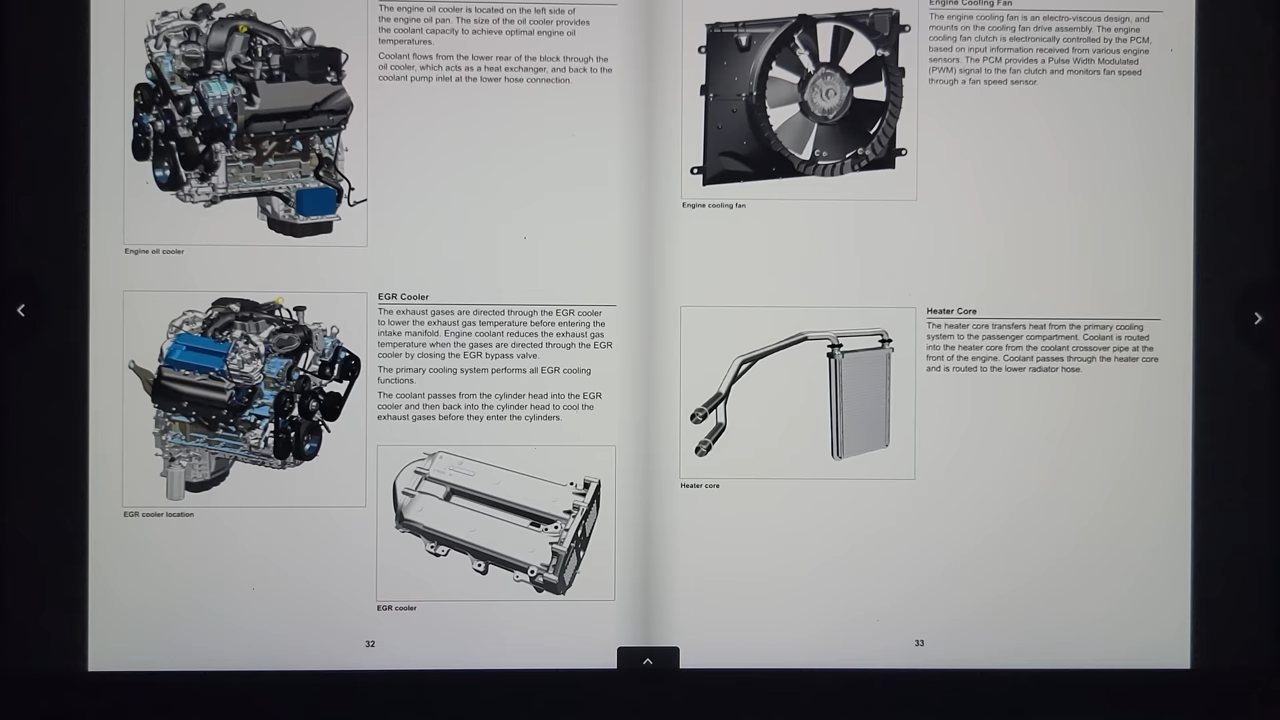 The engine oil cooler is located on the left side of
the engine oil pan. The size of the oil cooler provides
the coolant capacity to achieve optimal engine oil
temperatures.
Coolant flows from the lower rear of the block through the
oil cooler, which acts as a heat exchanger, and back to the
coolant pump inlet at the lower hose connection.
Engine oil cooler
EGR Cooler
The exhaust gases are directed through the EGR cooler
to lower the exhaust gas temperature before entering the
intake manifold. Engine coolant reduces the exhaust gas
temperature when the gases are directed through the EGR
cooler by closing the EGR bypass valve.
The primary cooling system performs all EGR cooling
functions.
The coolant passes from the cylinder head into the EGR
cooler and then back into the cylinder head to cool the
exhaust gases before they enter the cylinders.
EGR cooler location
EGR cooler
32
Engine Cooling Fan
The engine cooling fan is an electro-viscous design, and
mounts on the cooling fan drive assembly. The engine
cooling fan clutch is electronically controlled by the PCM,
based on input information received from various engine
sensors. The PCM provides a Pulse Width Modulated
(PWM) signal to the fan clutch and monitors fan speed
through a fan speed sensor.
Engine cooling fan
Heater Core
The heater core transfers heat from the primary cooling
system to the passenger compartment. Coolant is routed
into the heater core from the coolant crossover pipe at the
front of the engine. Coolant passes through the heater core
and is routed to the lower radiator hose.
Heater core
33